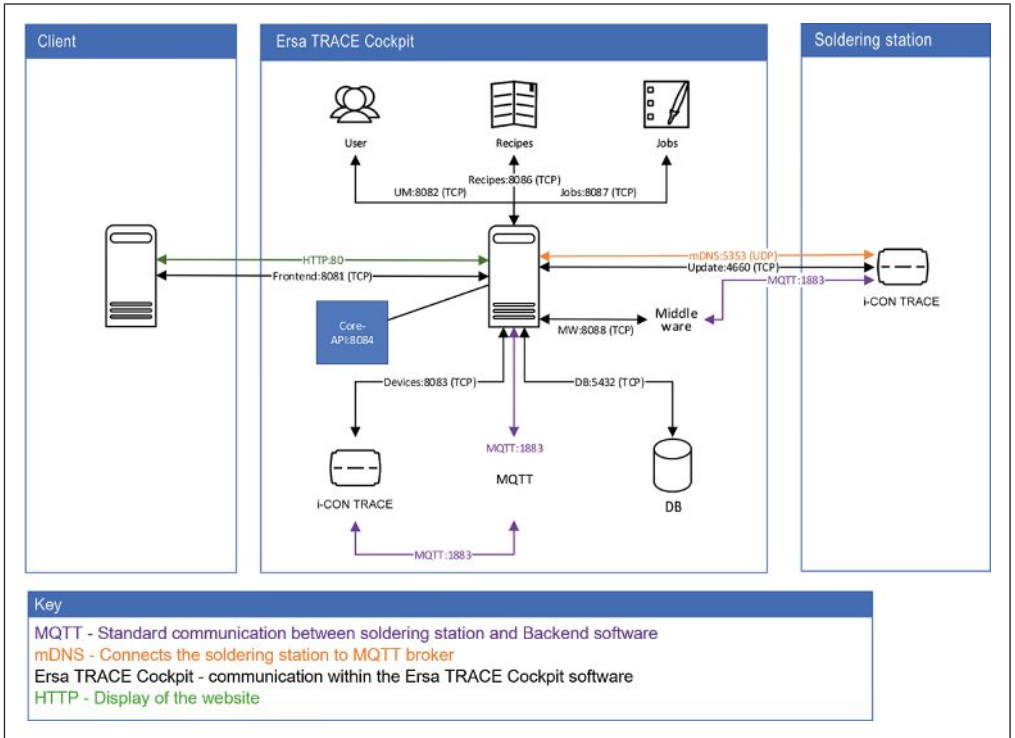 Client
Ersa TRACE Cockpit
Soldering station
User
Recipes
Jobs
Recipes:8086 (TCP)
UM:8082 (TCP)
Jobs:8087 (TCP)
HTTP:80
Frontend:8081 (TCP)
mDNS:5353 (UDP)
Update:4660 (TCP)
MQTT:1883
i-CON TRACE
Core-
API:8084
Middle
ware
MW:8088 (TCP)
Devices:8083 (TCP)
DB:5432 (TCP)
MQTT:1883
MQTT
i-CON TRACE
DB
MQTT:1883
Key
MQTT - Standard communication between soldering station and Backend software
mDNS - Connects the soldering station to MQTT broker
Ersa TRACE Cockpit - communication within the Ersa TRACE Cockpit software
HTTP - Display of the website